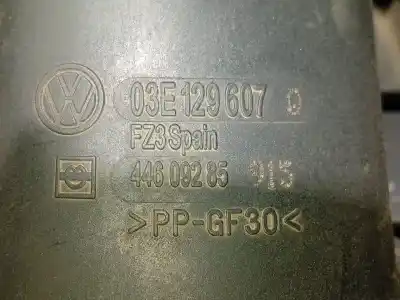 03E 129 607 D
FZ3 Spain
446 092 85 915
>PP-GF30<